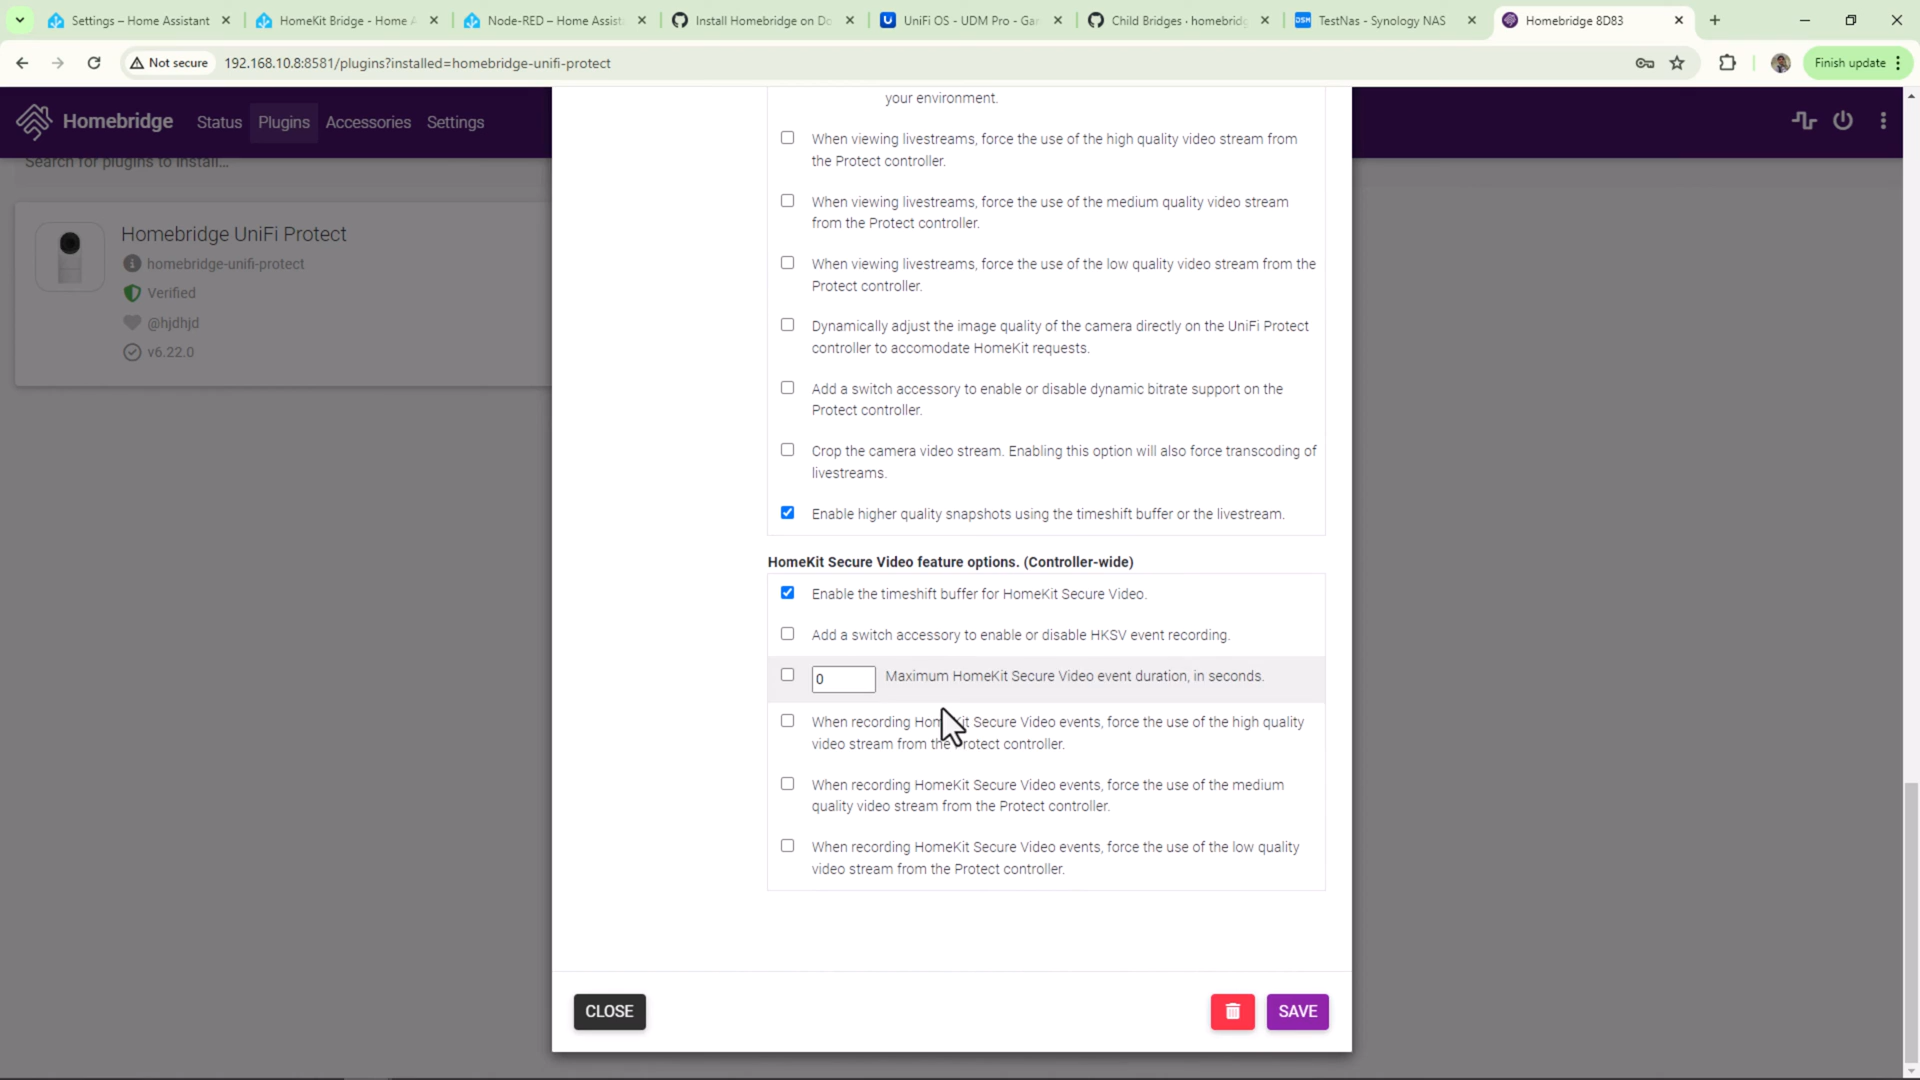 Settings – Home Assistant
HomeKit Bridge - Home A
Node-RED – Home Assist
Install Homebridge on Do
UniFi OS - UDM Pro - Gar
Child Bridges · homebridg
TestNas - Synology NAS
Homebridge 8D83
Not secure
192.168.10.8:8581/plugins?installed=homebridge-unifi-protect
Finish update
Homebridge
Status
Plugins
Accessories
Settings
Search for plugins to install...
Homebridge UniFi Protect
homebridge-unifi-protect
Verified
@hjdhjd
v6.22.0
your environment.
When viewing livestreams, force the use of the high quality video stream from
the Protect controller.
When viewing livestreams, force the use of the medium quality video stream
from the Protect controller.
When viewing livestreams, force the use of the low quality video stream from the
Protect controller.
Dynamically adjust the image quality of the camera directly on the UniFi Protect
controller to accomodate HomeKit requests.
Add a switch accessory to enable or disable dynamic bitrate support on the
Protect controller.
Crop the camera video stream. Enabling this option will also force transcoding of
livestreams.
Enable higher quality snapshots using the timeshift buffer or the livestream.
HomeKit Secure Video feature options. (Controller-wide)
Enable the timeshift buffer for HomeKit Secure Video.
Add a switch accessory to enable or disable HKSV event recording.
0 Maximum HomeKit Secure Video event duration, in seconds.
When recording HomeKit Secure Video events, force the use of the high quality
video stream from the Protect controller.
When recording HomeKit Secure Video events, force the use of the medium
quality video stream from the Protect controller.
When recording HomeKit Secure Video events, force the use of the low quality
video stream from the Protect controller.
CLOSE
SAVE